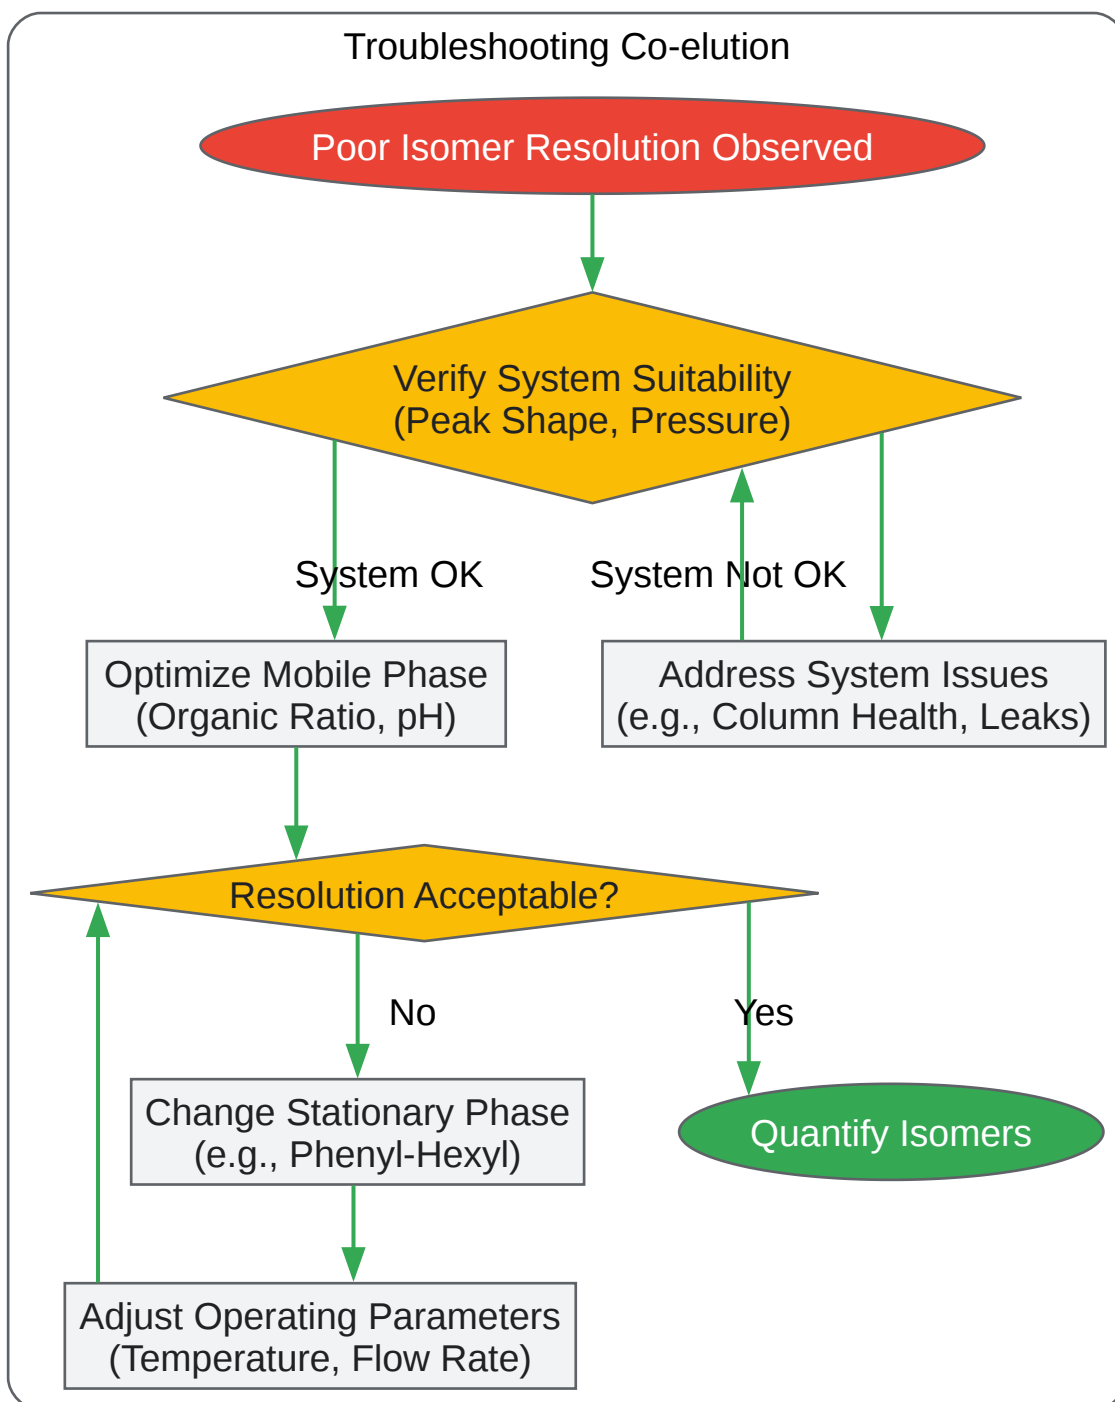 Troubleshooting Co-elution
Poor Isomer Resolution Observed
Verify System Suitability
(Peak Shape, Pressure)
System OK
System Not OK
Optimize Mobile Phase
(Organic Ratio, pH)
Address System Issues
(e.g., Column Health, Leaks)
Resolution Acceptable?
No
Yes
Change Stationary Phase
(e.g., Phenyl-Hexyl)
Quantify Isomers
Adjust Operating Parameters
(Temperature, Flow Rate)